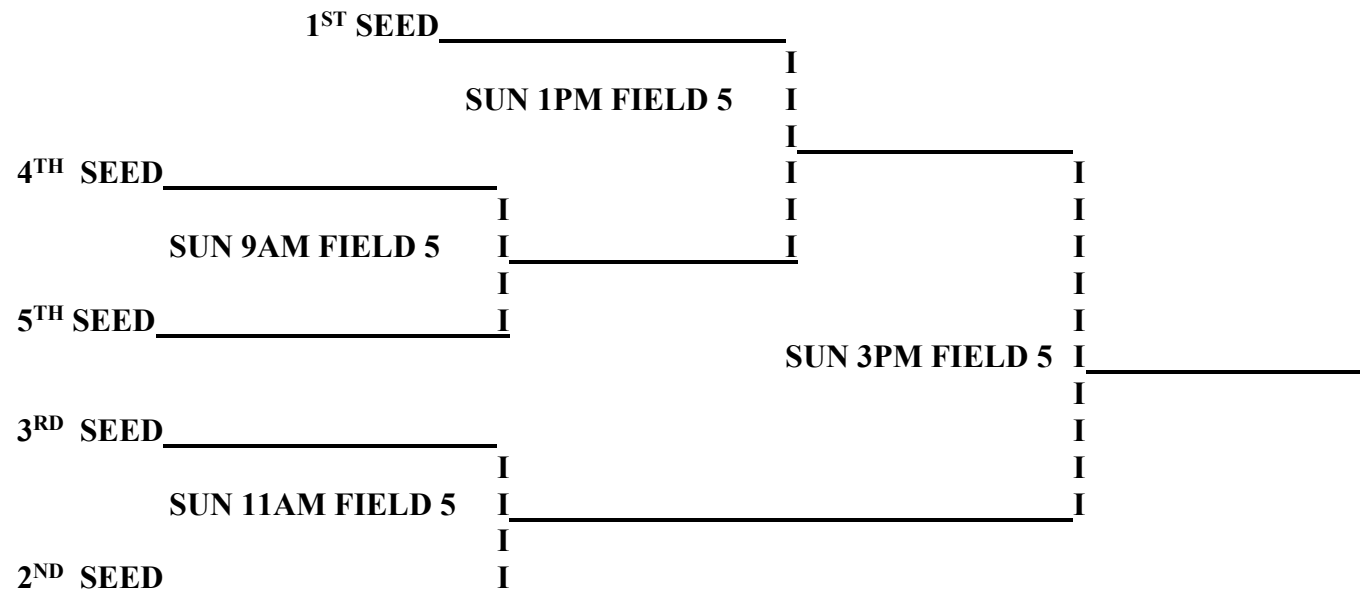 1ST SEED
SUN 1PM FIELD 5
4TH SEED
SUN 9AM FIELD 5
5TH SEED
SUN 3PM FIELD 5
3RD SEED
SUN 11AM FIELD 5
2ND SEED